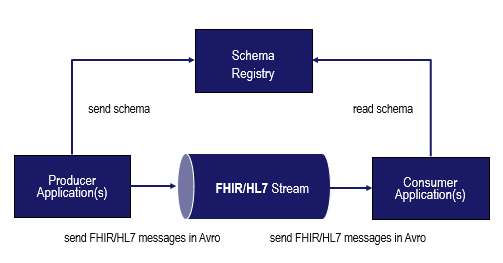 Schema
Registry
send schema
read schema
Producer
Application(s)
FHIR/HL7 Stream
Consumer
Application(s)
send FHIR/HL7 messages in Avro
send FHIR/HL7 messages in Avro